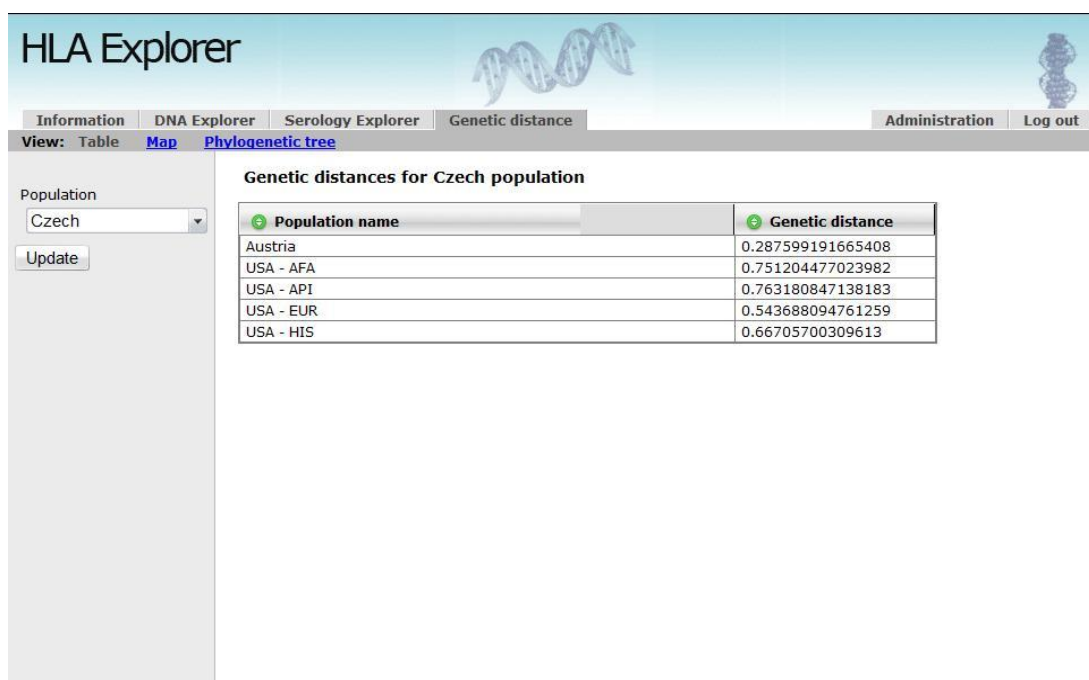 HLA Explorer
Information DNA Explorer Serology Explorer Genetic distance Administration Log out
View: Table Map Phylogenetic tree
Genetic distances for Czech population
Population
Czech
Update
Population name Genetic distance
Austria 0.287599191665408
USA - AFA 0.751204477023982
USA - API 0.763180847138183
USA - EUR 0.543688094761259
USA - HIS 0.66705700309613